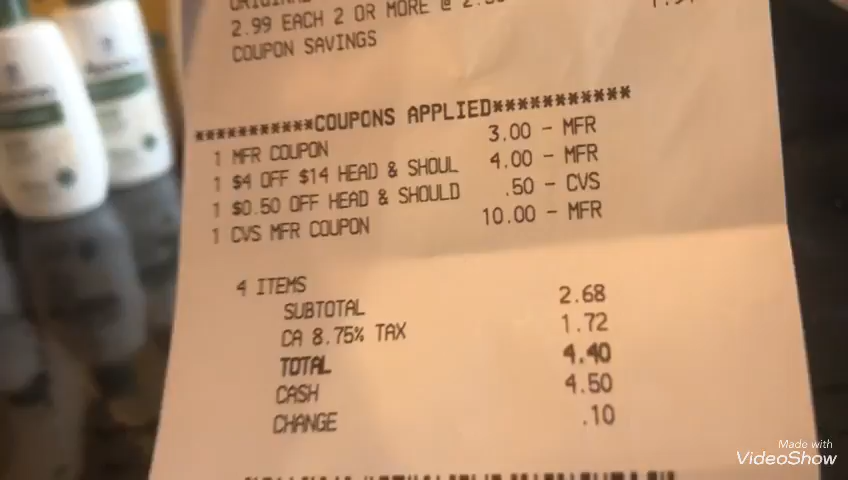 2.99 EACH 2 OR MORE @
COUPON SAVINGS
***********COUPONS APPLIED***********
1 MFR COUPON 3.00 - MFR
1 $4 OFF $14 HEAD & SHOUL 4.00 - MFR
1 $0.50 OFF HEAD & SHOULD .50 - CVS
1 CVS MFR COUPON 10.00 - MFR
4 ITEMS
SUBTOTAL 2.68
CA 8.75% TAX 1.72
TOTAL 4.40
CASH 4.50
CHANGE .10
Made with
VideoShow